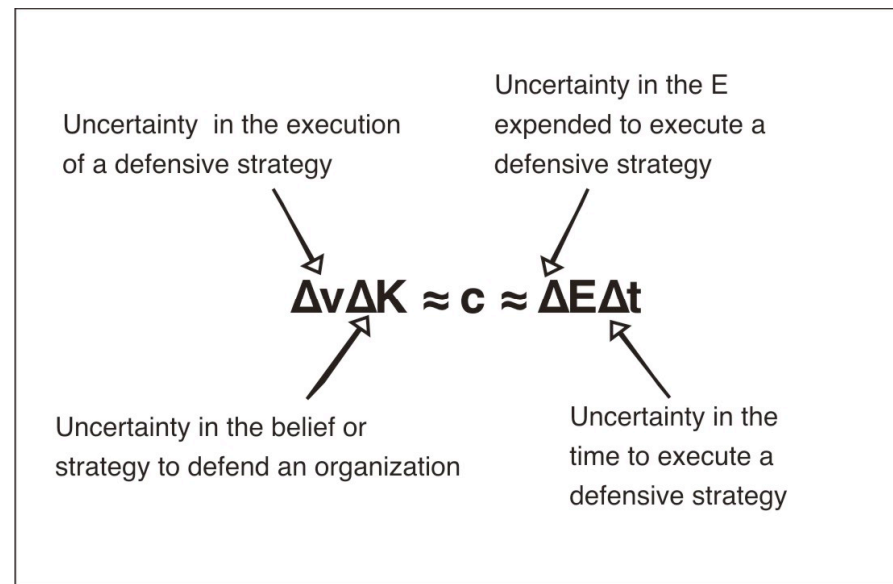 Uncertainty in the execution
of a defensive strategy
Uncertainty in the E
expended to execute a
defensive strategy
ΔvΔK ≈ c ≈ ΔEΔt
Uncertainty in the belief or
strategy to defend an organization
Uncertainty in the
time to execute a
defensive strategy